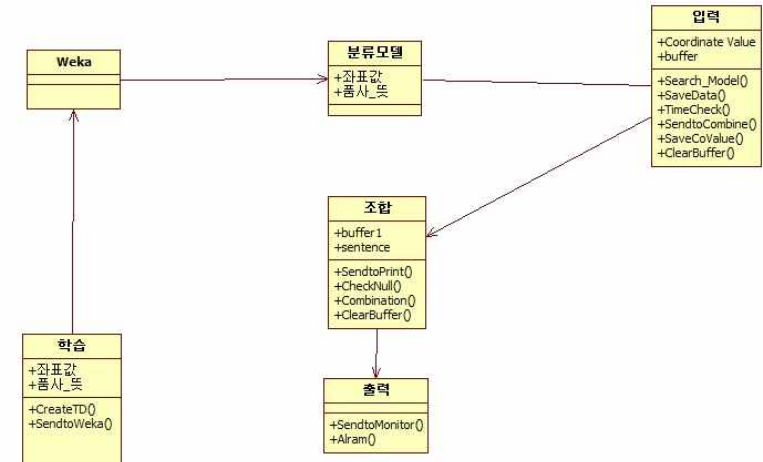 입력
+Coordinate Value
+buffer
+Search_Model()
+SaveData()
+TimeCheck()
+SendtoCombine()
+SaveCoValue()
+ClearBuffer()
Weka
분류모델
+좌표값
+품사_뜻
조합
+buffer1
+sentence
+SendtoPrint()
+CheckNull()
+Combination()
+ClearBuffer()
학습
+좌표값
+품사_뜻
+CreateTD()
+SendtoWeka()
출력
+SendtoMonitor()
+Alram()